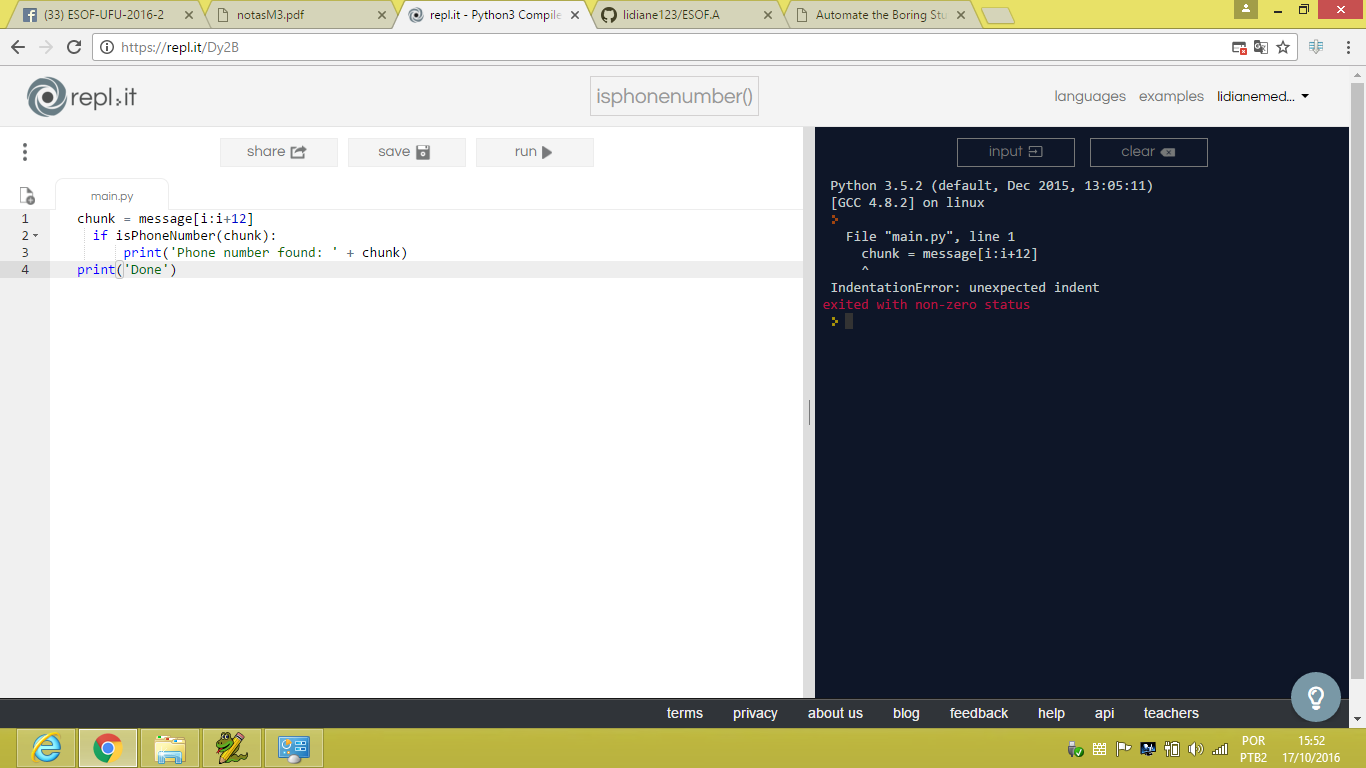 (33) ESOF-UFU-2016-2
notasM3.pdf
repl.it - Python3 Compile
lidiane123/ESOF.A
Automate the Boring Stu
https://repl.it/Dy2B
repl.it
isphonenumber()
languages examples lidianemed...
share
save
run
input
clear
main.py
1 chunk = message[i:i+12]
2 if isPhoneNumber(chunk):
3 print('Phone number found: ' + chunk)
4 print('Done')
Python 3.5.2 (default, Dec 2015, 13:05:11)
[GCC 4.8.2] on linux
File "main.py", line 1
chunk = message[i:i+12]
^
IndentationError: unexpected indent
exited with non-zero status
terms privacy about us blog feedback help api teachers
POR 15:52
PTB2 17/10/2016